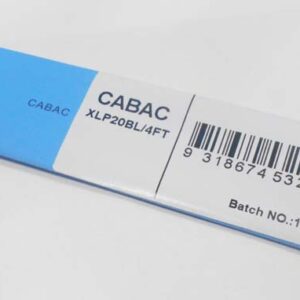 CABAC
CABAC
XLP20BL/4FT
9 318674 532
Batch NO.:1